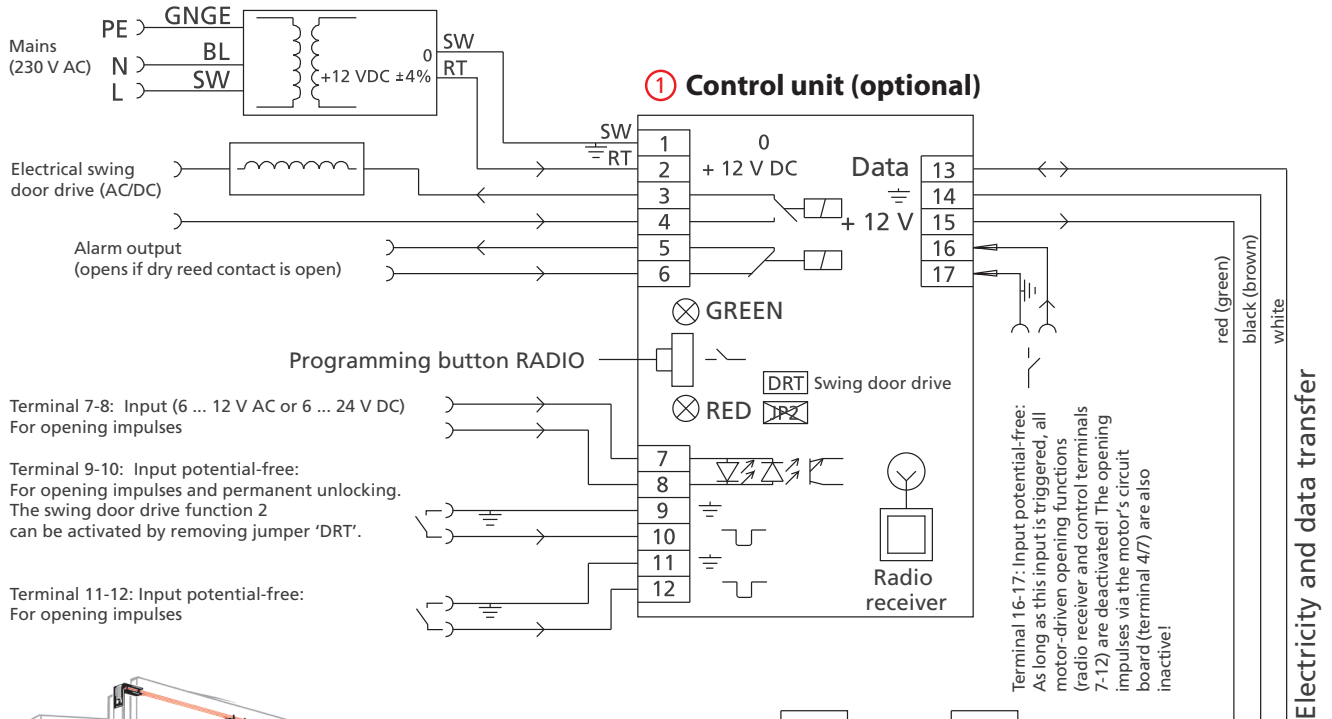 PE
GNGE
Mains
(230 V AC)
N
BL
L
SW
0
+12 VDC ±4%
SW
RT
1 Control unit (optional)
SW
RT
1
2
3
4
5
6
0
+ 12 V DC
Data
+ 12 V
13
14
15
16
17
Electrical swing
door drive (AC/DC)
Alarm output
(opens if dry reed contact is open)
GREEN
Programming button RADIO
DRT Swing door drive
RED
JP2
Terminal 7-8: Input (6 ... 12 V AC or 6 ... 24 V DC)
For opening impulses
Terminal 9-10: Input potential-free:
For opening impulses and permanent unlocking.
The swing door drive function 2
can be activated by removing jumper ‘DRT’.
Terminal 11-12: Input potential-free:
For opening impulses
7
8
9
10
11
12
Radio
receiver
Terminal 16-17: Input potential-free:
As long as this input is triggered, all
motor-driven opening functions
(radio receiver and control terminals
7-12) are deactivated! The opening
impulses via the motor’s circuit
board (terminal 4/7) are also
inactive!
red (green)
black (brown)
white
Electricity and data transfer